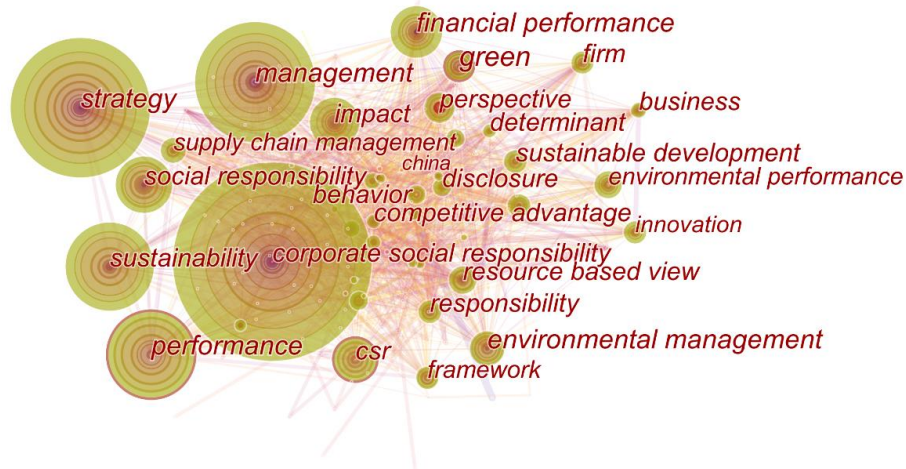 financial performance
green
firm
management
strategy
perspective
business
impact
determinant
supply chain management
sustainable development
china
social responsibility
disclosure
environmental performance
behavior
competitive advantage
innovation
sustainability
corporate social responsibility
resource based view
responsibility
performance
csr
environmental management
framework